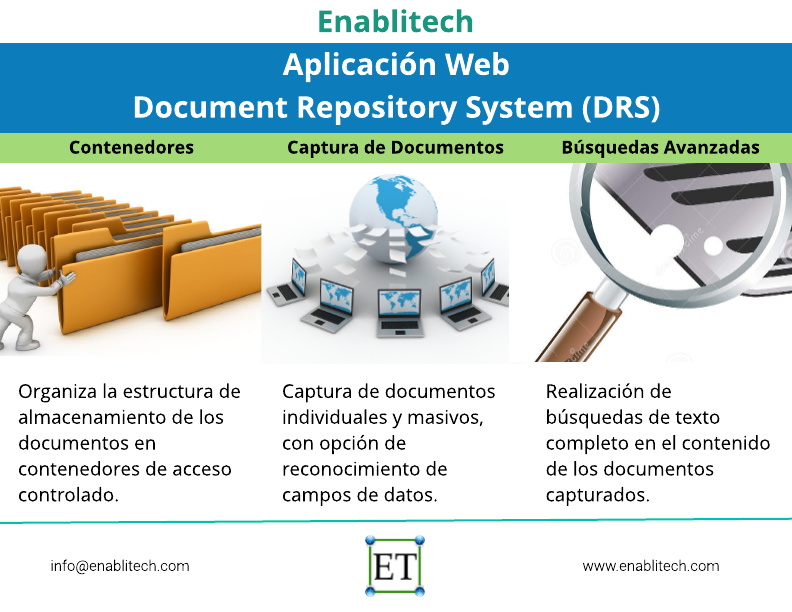 Enablitech
Aplicación Web
Document Repository System (DRS)
Contenedores
Captura de Documentos
Búsquedas Avanzadas
Organiza la estructura de
almacenamiento de los
documentos en
contenedores de acceso
controlado.
Captura de documentos
individuales y masivos,
con opción de
reconocimiento de
campos de datos.
Realización de
búsquedas de texto
completo en el contenido
de los documentos
capturados.
info@enablitech.com
ET
www.enablitech.com